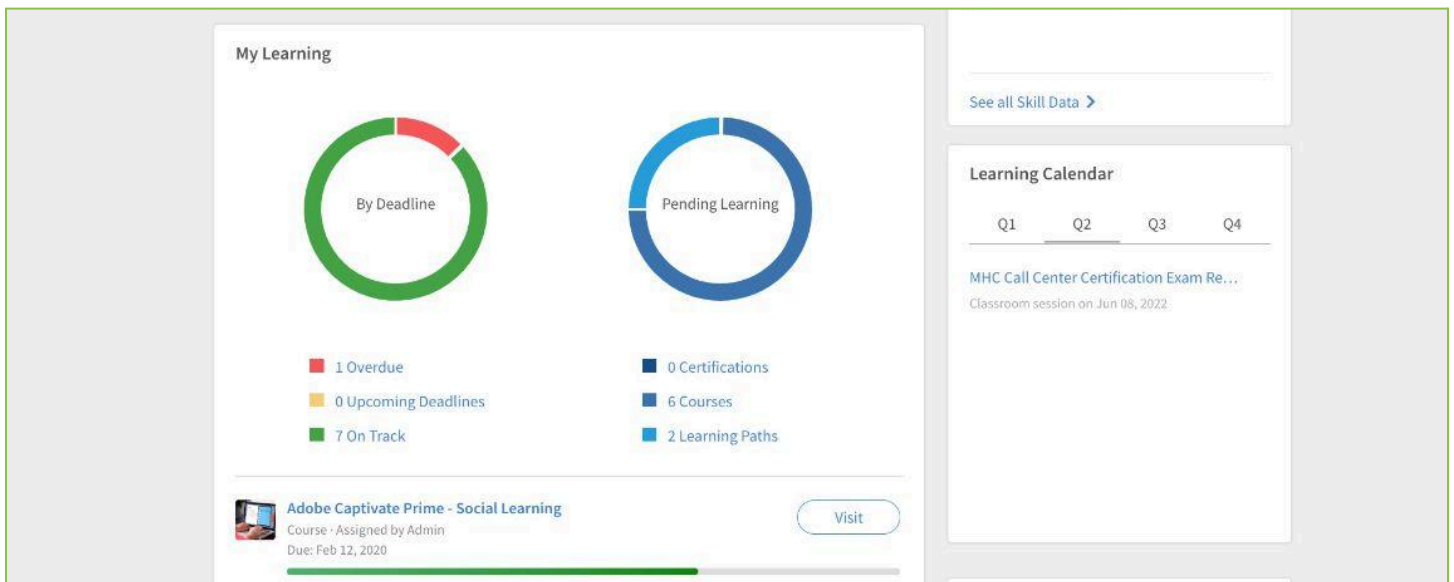 My Learning
By Deadline
Pending Learning
1 Overdue
0 Upcoming Deadlines
7 On Track
0 Certifications
6 Courses
2 Learning Paths
Adobe Captivate Prime - Social Learning
Course · Assigned by Admin
Due: Feb 12, 2020
Visit
See all Skill Data
Learning Calendar
Q1 Q2 Q3 Q4
MHC Call Center Certification Exam Re...
Classroom session on Jun 08, 2022